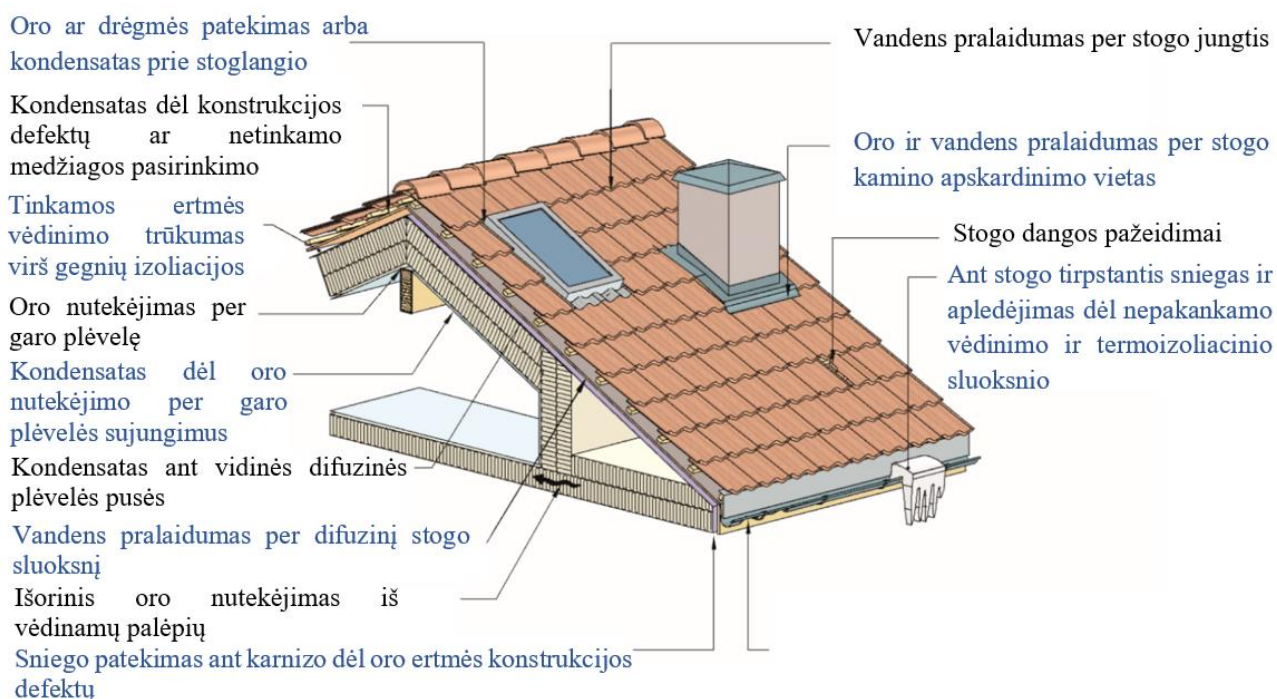 Oro ar drėgmės patekimas arba
kondensatas prie stoglangio
Kondensatas dėl konstrukcijos
defektų ar netinkamo
medžiagos pasirinkimo
Tinkamos ertmės
vėdinimo trūkumas
virš gegnių izoliacijos
Oro nutekėjimas per
garo plėvelę
Kondensatas dėl oro
nutekėjimo per garo
plėvelės sujungimus
Kondensatas ant vidinės difuzinės
plėvelės pusės
Vandens pralaidumas per difuzinį stogo
sluoksnį
Išorinis oro nutekėjimas iš
vėdinamų palėpių
Sniego patekimas ant karnizo dėl oro ertmės konstrukcijos
defektų
Vandens pralaidumas per stogo jungtis
Oro ir vandens pralaidumas per stogo
kamino apskardinimo vietas
Stogo dangos pažeidimai
Ant stogo tirpstantis sniegas ir
apledėjimas dėl nepakankamo
vėdinimo ir termoizoliacinio
sluoksnio